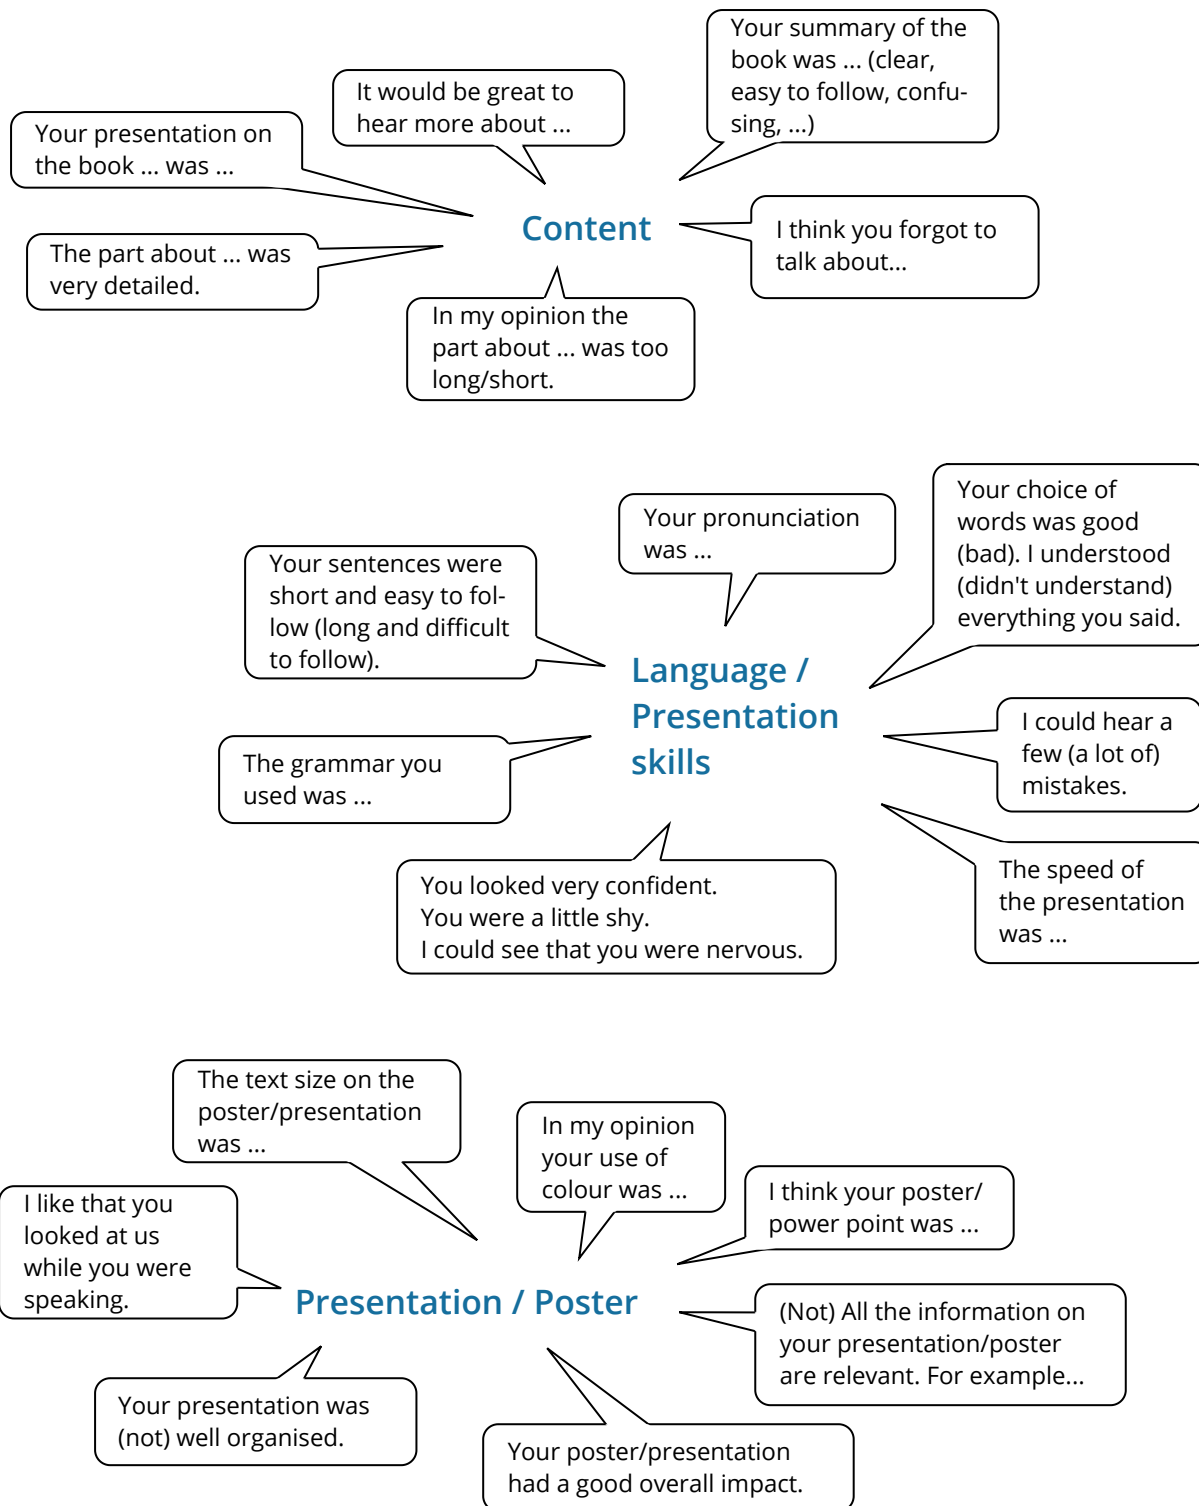 Your summary of the
book was ... (clear,
easy to follow, confu-
sing, ...)
It would be great to
hear more about ...
Your presentation on
the book ... was ...
Content
I think you forgot to
talk about...
The part about ... was
very detailed.
In my opinion the
part about ... was too
long/short.
Your choice of
words was good
(bad). I understood
(didn't understand)
everything you said.
Your pronunciation
was ...
Your sentences were
short and easy to fol-
low (long and difficult
to follow).
Language /
Presentation
skills
I could hear a
few (a lot of)
mistakes.
The grammar you
used was ...
The speed of
the presentation
was ...
You looked very confident.
You were a little shy.
I could see that you were nervous.
The text size on the
poster/presentation
was ...
In my opinion
your use of
colour was ...
I think your poster/
power point was ...
I like that you
looked at us
while you were
speaking.
Presentation / Poster
(Not) All the information on
your presentation/poster
are relevant. For example...
Your presentation was
(not) well organised.
Your poster/presentation
had a good overall impact.